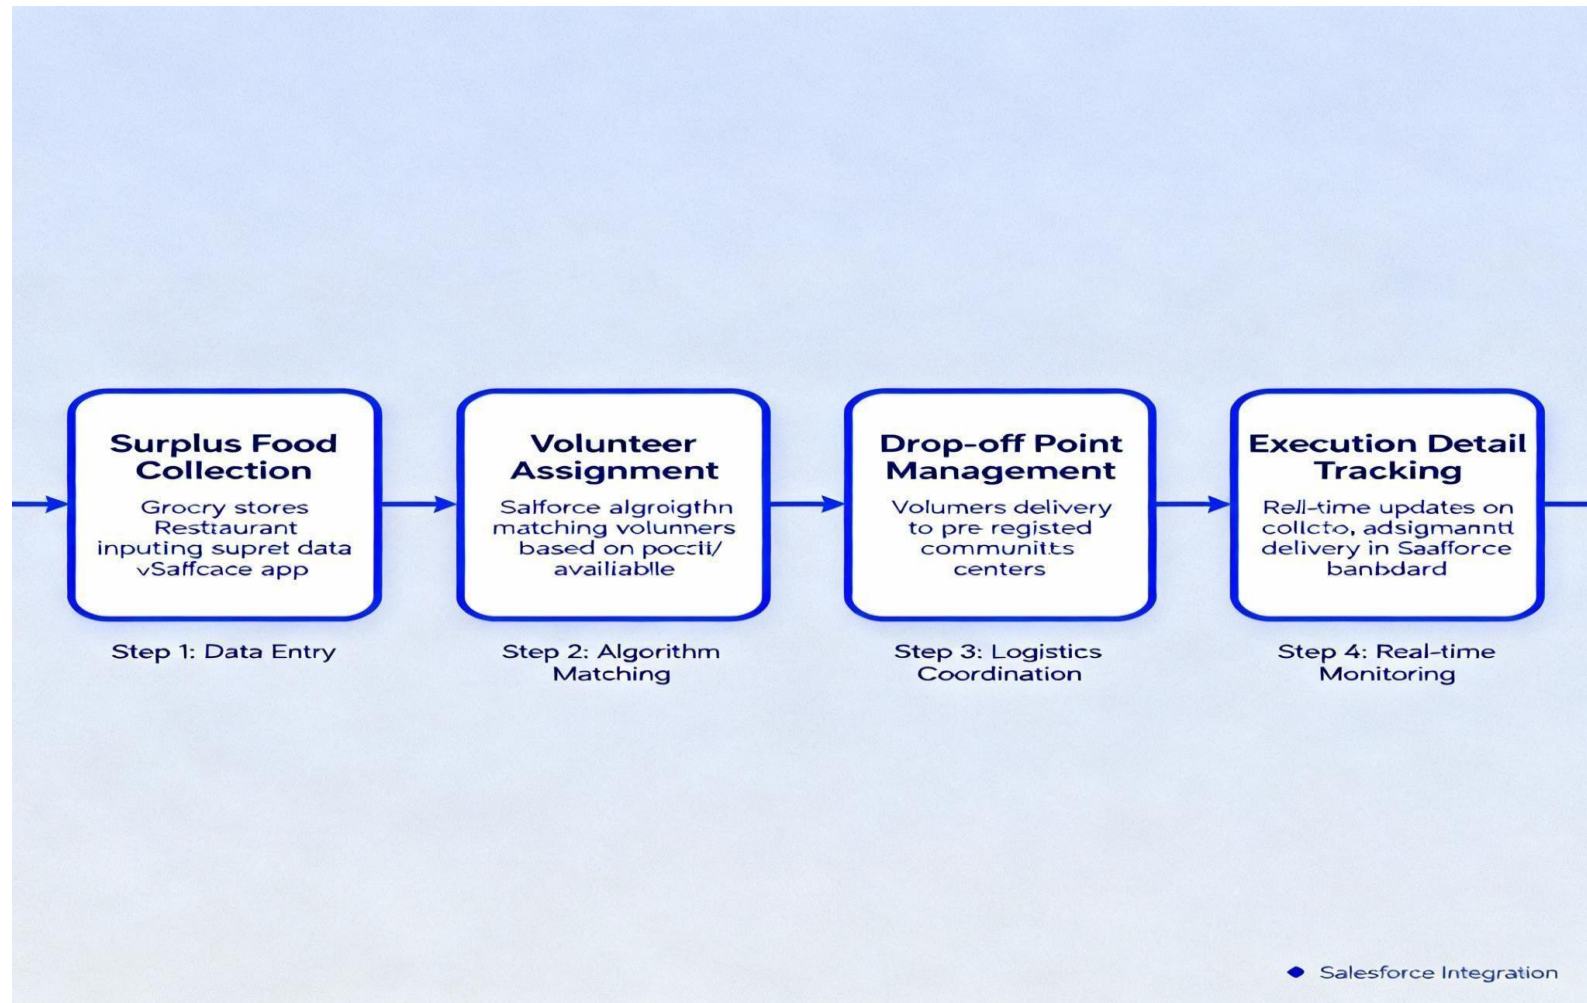 Surplus Food
Collection
Grocry stores
Resttaurant
inputing supret data
vSaffcace app
Step 1: Data Entry
Volunteer
Assignment
Salforce algroigthn
matching volunners
based on poccil/
availiablle
Step 2: Algorithm
Matching
Drop-off Point
Management
Volumers delivery
to pre registed
communitts
centers
Step 3: Logistics
Coordination
Execution Detail
Tracking
Rell-time updates on
collcto, adsigmanntl
delivery in Saafforce
banbdard
Step 4: Real-time
Monitoring
Salesforce Integration